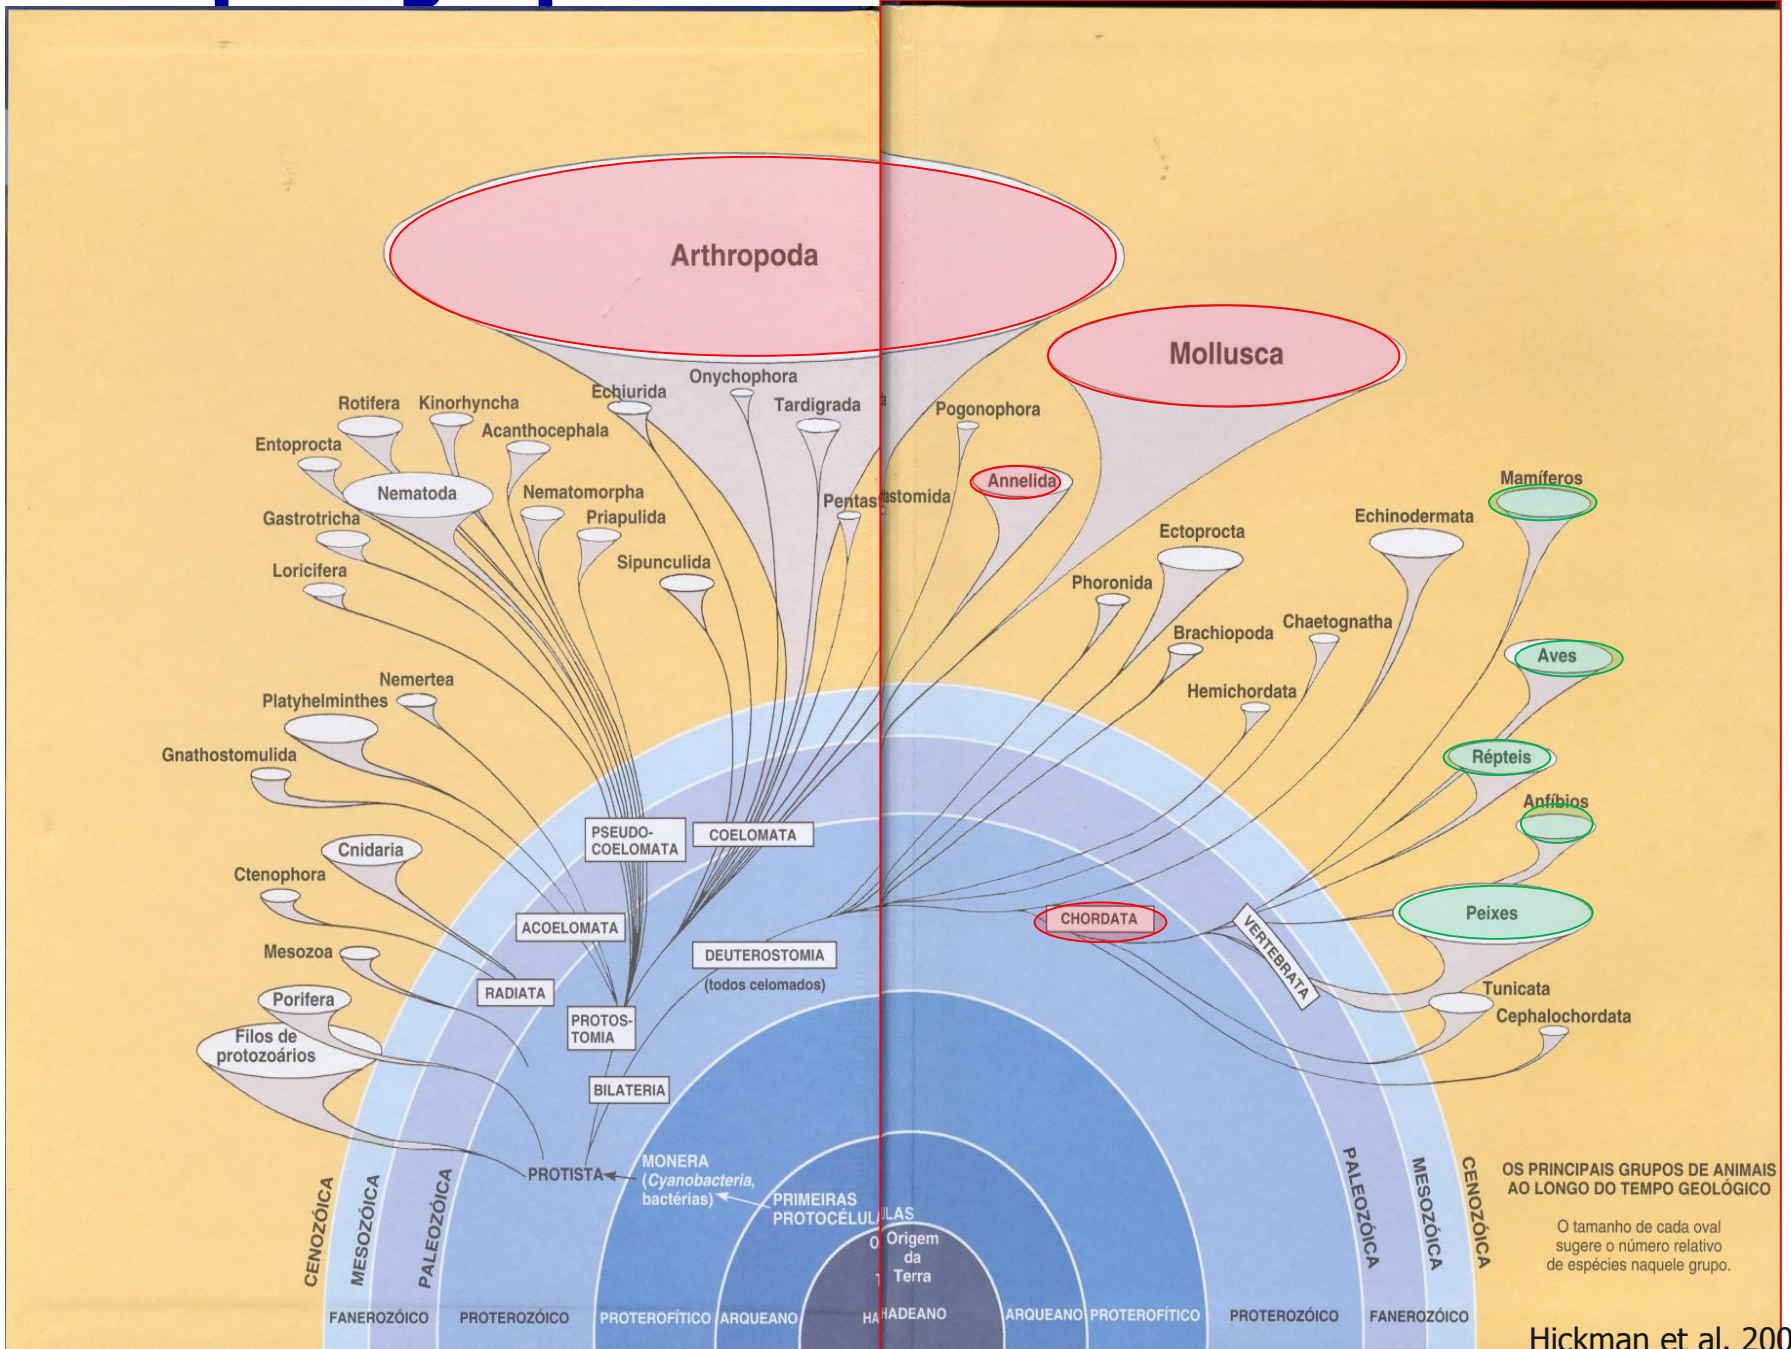 Arthropoda
Mollusca
Onychophora
Echiurida
Tardigrada
Pogonophora
Rotifera
Kinorhyncha
Acanthocephala
Entoprocta
Nematoda
Nematomorpha
Gastrotricha
Priapulida
Loricifera
Sipunculida
Annelida
Ectoprocta
Phoronida
Brachiopoda
Echinodermata
Chaetognatha
Hemichordata
Mamíferos
Aves
Répteis
Anfíbios
Peixes
Tunicata
Cephalochordata
Nemertea
Platyhelminthes
Gnathostomulida
Cnidaria
Ctenophora
Mesozoa
Porifera
Filos de
protozoários
PSEUDO-
COELOMATA
COELOMATA
ACOELOMATA
DEUTEROSTOMIA
(todos celomados)
RADIATA
PROTOS-
TOMIA
BILATERIA
CHORDATA
VERTEBRATA
PROTISTA
MONERA
(Cyanobacteria,
bactérias)
PRIMEIRAS
Origem
da
Terra
CENOZÓICA
MESOZÓICA
PALEOZÓICA
PALEOZÓICA
MESOZÓICA
CENOZÓICA
FANEROZÓICO
PROTEROZÓICO
PROTEROFÍTICO
ARQUEANO
HADEANO
ARQUEANO
PROTEROFÍTICO
PROTEROZÓICO
FANEROZÓICO
OS PRINCIPAIS GRUPOS DE ANIMAIS
AO LONGO DO TEMPO GEOLÓGICO
O tamanho de cada oval
sugere o número relativo
de espécies naquele grupo.
Hickman et al. 200